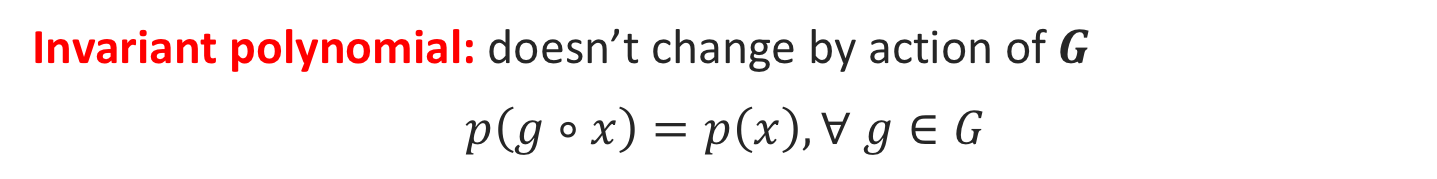 Invariant polynomial: doesn’t change by action of G
p(g ∘ x) = p(x), ∀ g ∈ G